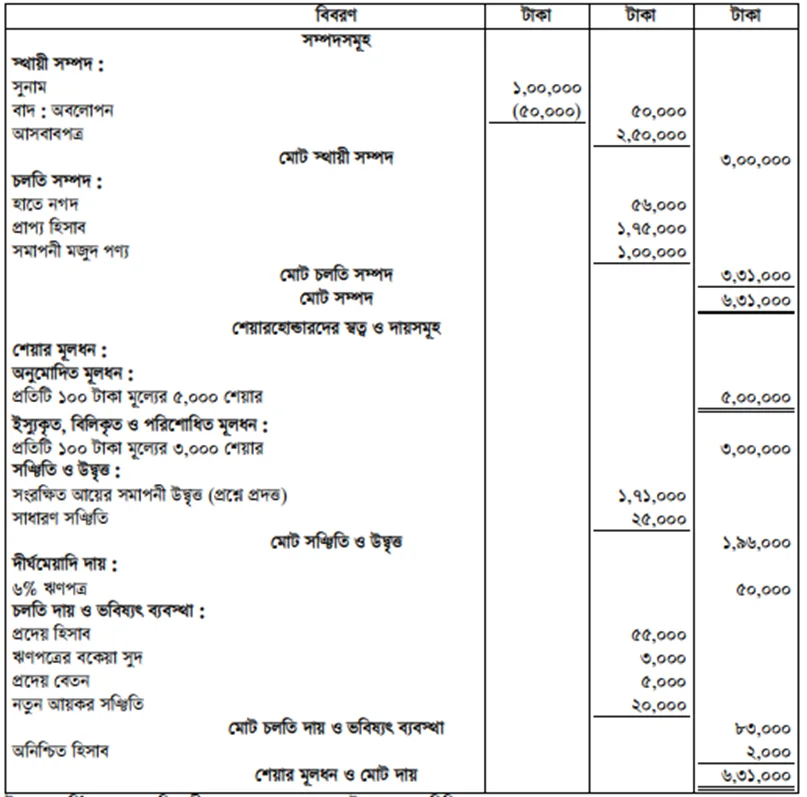 বিবরণ টাকা টাকা টাকা
সম্পদসমূহ
স্থায়ী সম্পদ :
সুনাম ১,০০,০০০
বাদ : অবলোপন (৫০,০০০) ৫০,০০০
আসবাবপত্র ২,৫০,০০০
মোট স্থায়ী সম্পদ ৩,০০,০০০
চলতি সম্পদ :
হাতে নগদ ৫৬,০০০
প্রাপ্য হিসাব ১,৭৫,০০০
সমাপনী মজুদ পণ্য ১,০০,০০০
মোট চলতি সম্পদ ৩,৩১,০০০
মোট সম্পদ ৬,৩১,০০০
শেয়ারহোল্ডারদের স্বত্ব ও দায়সমূহ
শেয়ার মূলধন :
অনুমোদিত মূলধন :
প্রতিটি ১০০ টাকা মূল্যের ৫,০০০ শেয়ার ৫,০০,০০০
ইস্যুকৃত, বিলিকৃত ও পরিশোধিত মূলধন :
প্রতিটি ১০০ টাকা মূল্যের ৩,০০০ শেয়ার ৩,০০,০০০
সঞ্চিতি ও উদ্বৃত্ত :
সংরক্ষিত আয়ের সমাপনী উদ্বৃত্ত (প্রশ্নে প্রদত্ত) ১,৭১,০০০
সাধারণ সঞ্চিতি ২৫,০০০
মোট সঞ্চিতি ও উদ্বৃত্ত ১,৯৬,০০০
দীর্ঘমেয়াদি দায় :
৬% ঋণপত্র ৫০,০০০
চলতি দায় ও ভবিষ্যৎ ব্যবস্থা :
প্রদেয় হিসাব ৫৫,০০০
ঋণপত্রের বকেয়া সুদ ৩,০০০
প্রদেয় বেতন ৫,০০০
নতুন আয়কর সঞ্চিতি ২০,০০০
মোট চলতি দায় ও ভবিষ্যৎ ব্যবস্থা ৮৩,০০০
অনিশ্চিত হিসাব ২,০০০
শেয়ার মূলধন ও মোট দায় ৬,৩১,০০০